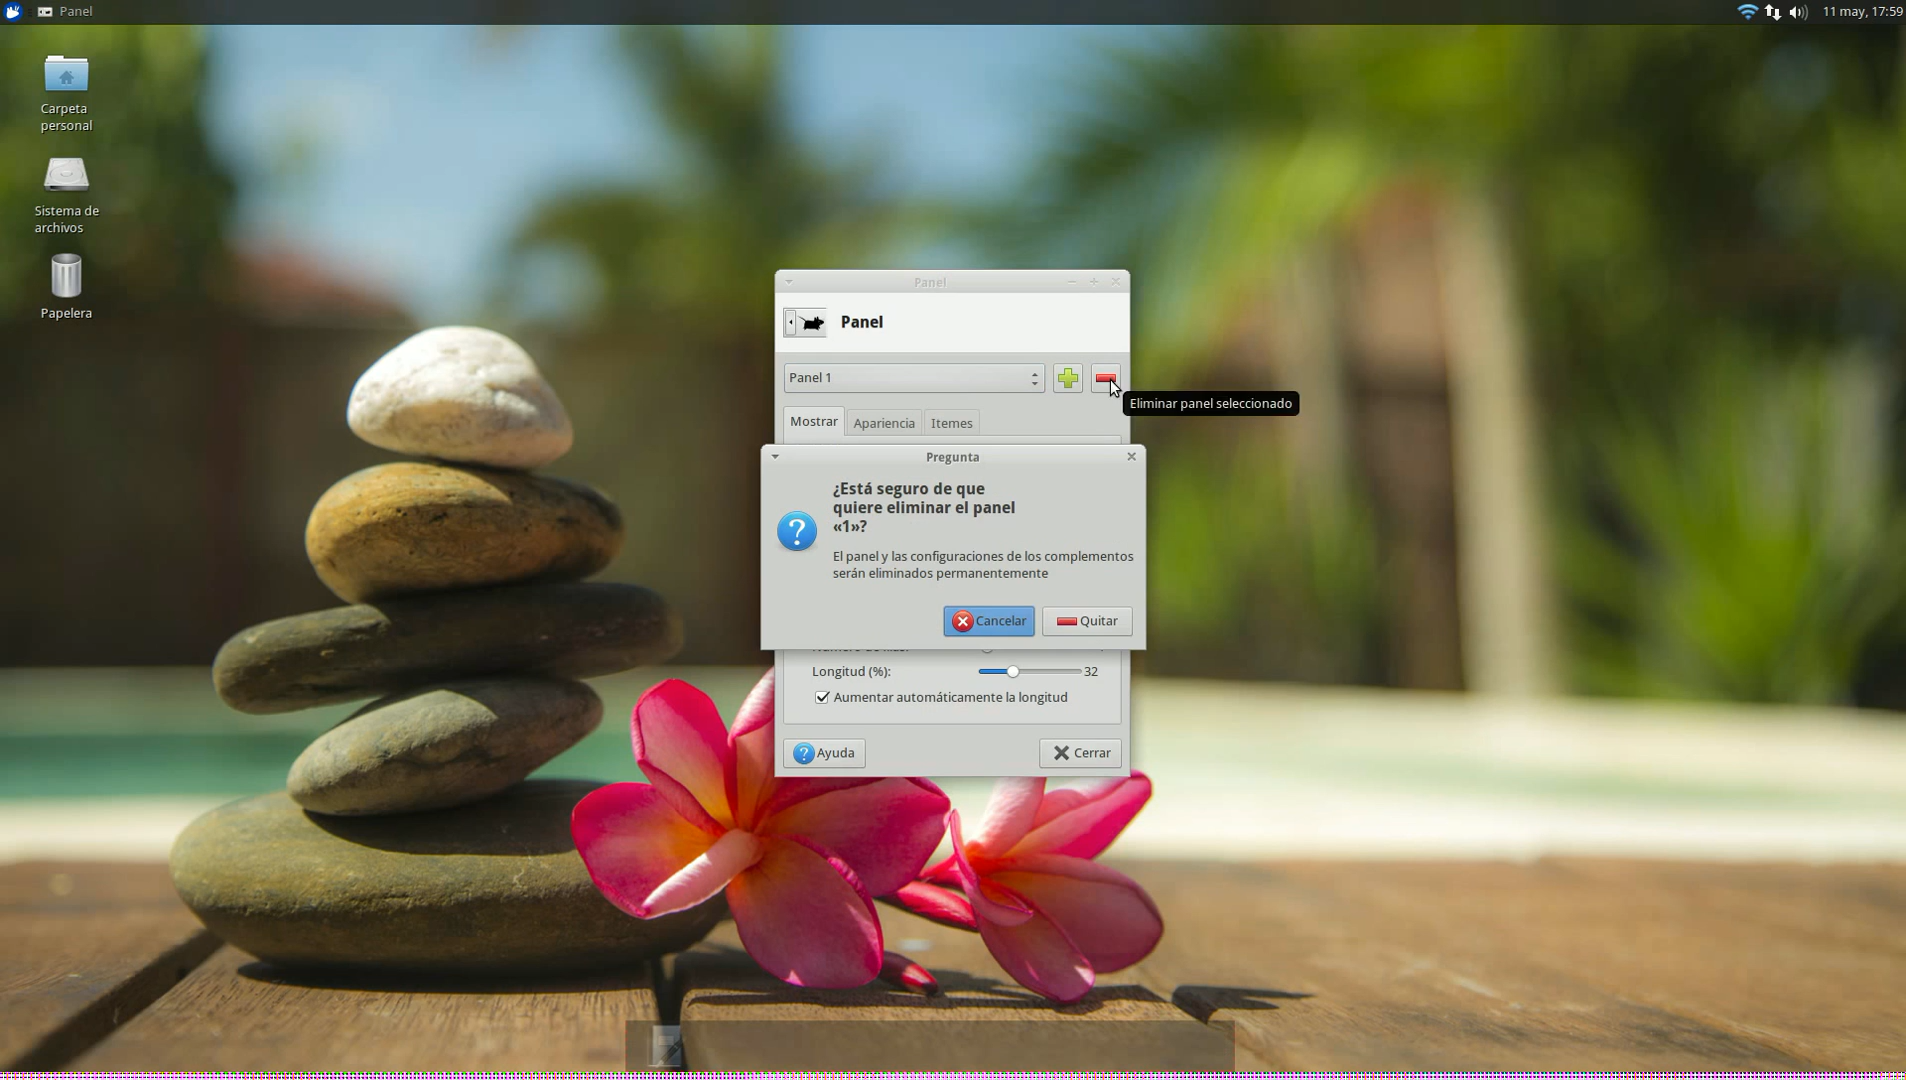 Panel
11 may, 17:59
Carpeta
personal
Sistema de
archivos
Papelera
Panel
Panel
Panel 1
Eliminar panel seleccionado
Mostrar
Apariencia
Itemes
Pregunta
¿Está seguro de que
quiere eliminar el panel
«1»?
El panel y las configuraciones de los complementos
serán eliminados permanentemente
Cancelar
Quitar
Longitud (%):
32
Aumentar automáticamente la longitud
Ayuda
Cerrar